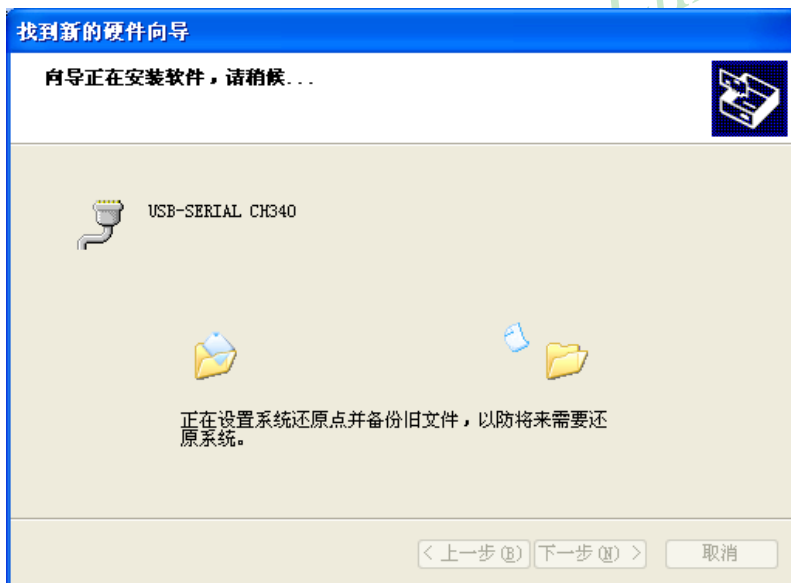 找到新的硬件向导
向导正在安装软件，请稍候...
USB-SERIAL CH340
正在设置系统还原点并备份旧文件，以防将来需要还
原系统。
< 上一步(B) 下一步(N) > 取消